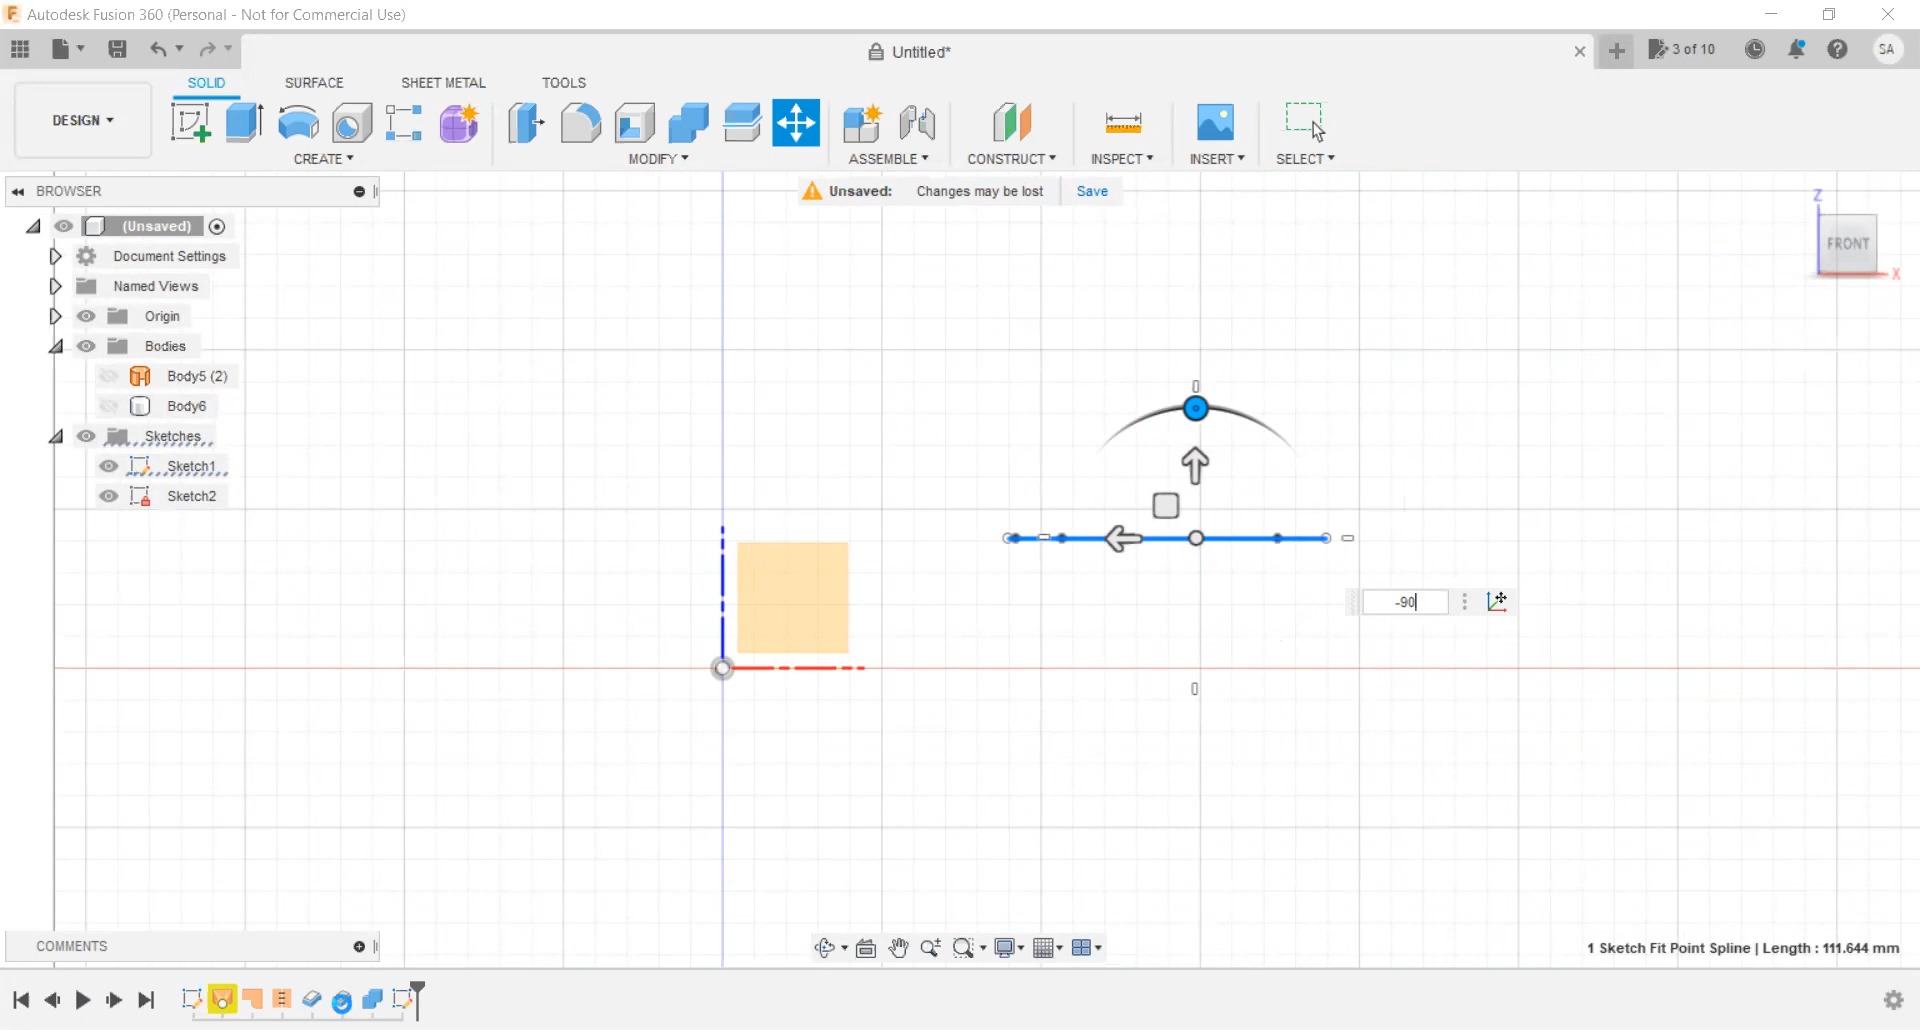 Autodesk Fusion 360 (Personal - Not for Commercial Use)
Untitled*
3 of 10
SA
DESIGN
SOLID
SURFACE
SHEET METAL
TOOLS
CREATE
MODIFY
ASSEMBLE
CONSTRUCT
INSPECT
INSERT
SELECT
BROWSER
Unsaved: Changes may be lost Save
(Unsaved)
Document Settings
Named Views
Origin
Bodies
Body5 (2)
Body6
Sketches
Sketch1
Sketch2
Z
FRONT
X
-90
COMMENTS
1 Sketch Fit Point Spline | Length : 111.644 mm